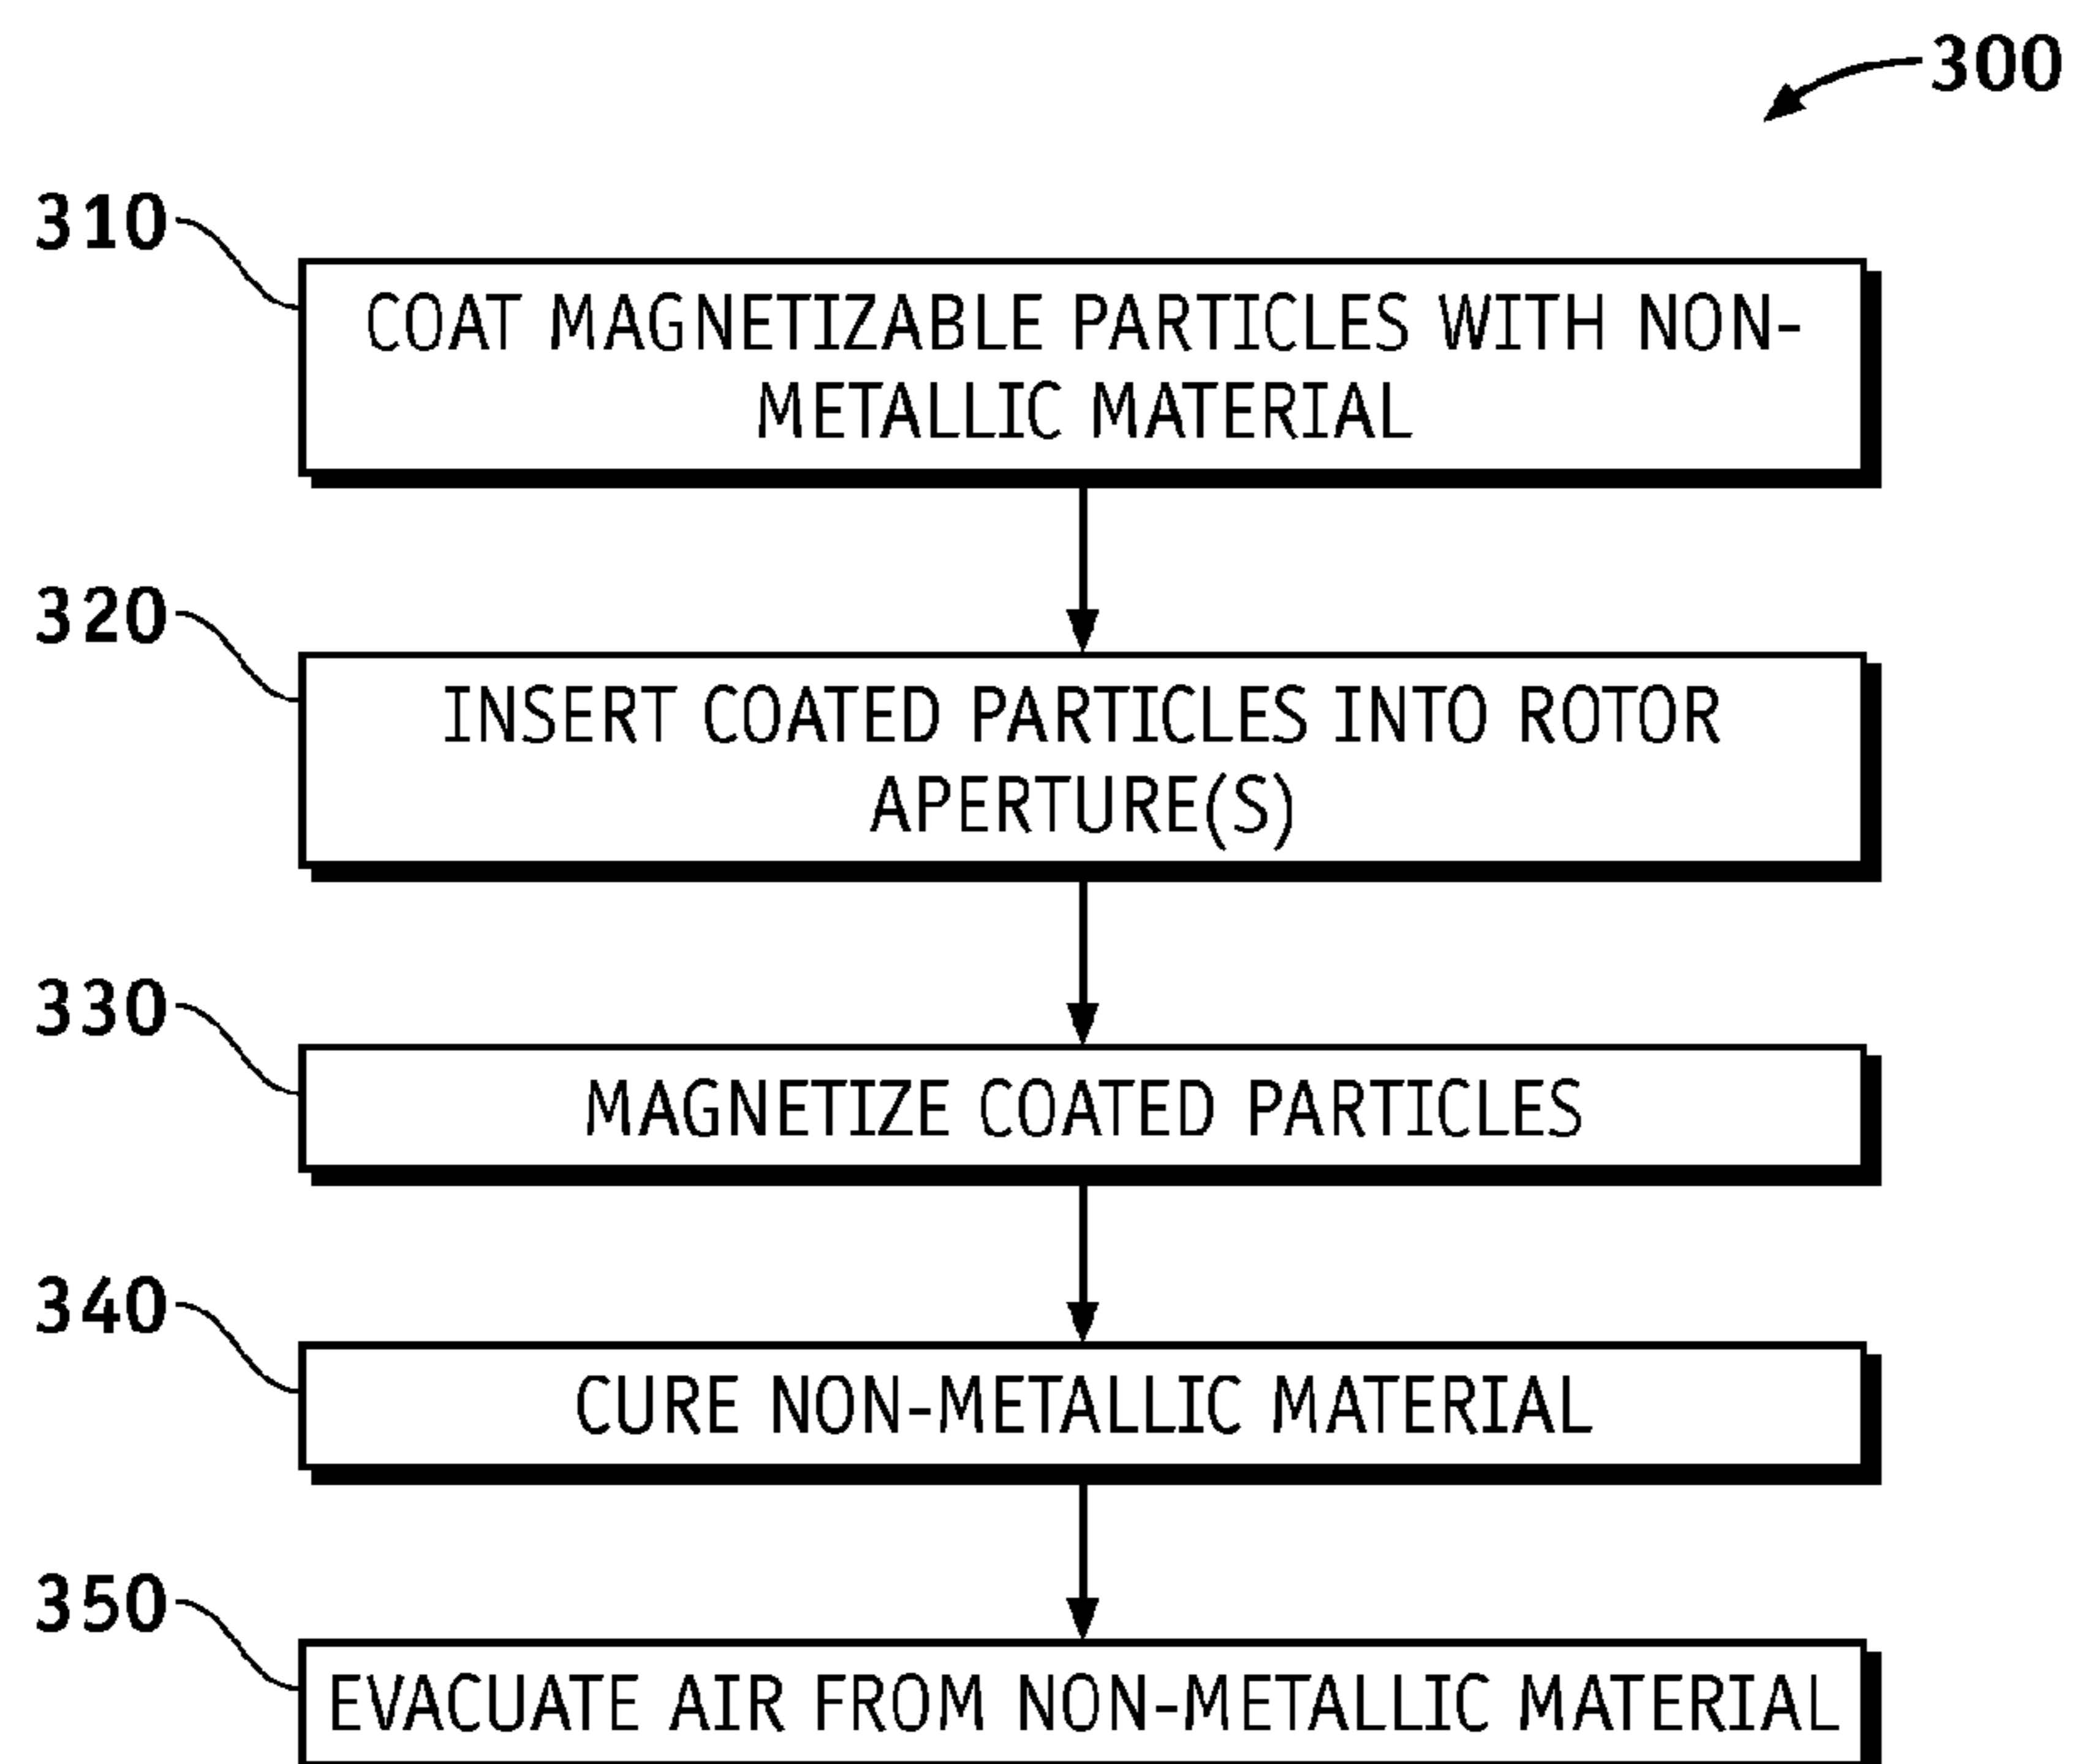 300
310
COAT MAGNETIZABLE PARTICLES WITH NON-
METALLIC MATERIAL
320
INSERT COATED PARTICLES INTO ROTOR
APERTURE(S)
330
MAGNETIZE COATED PARTICLES
340
CURE NON-METALLIC MATERIAL
350
EVACUATE AIR FROM NON-METALLIC MATERIAL